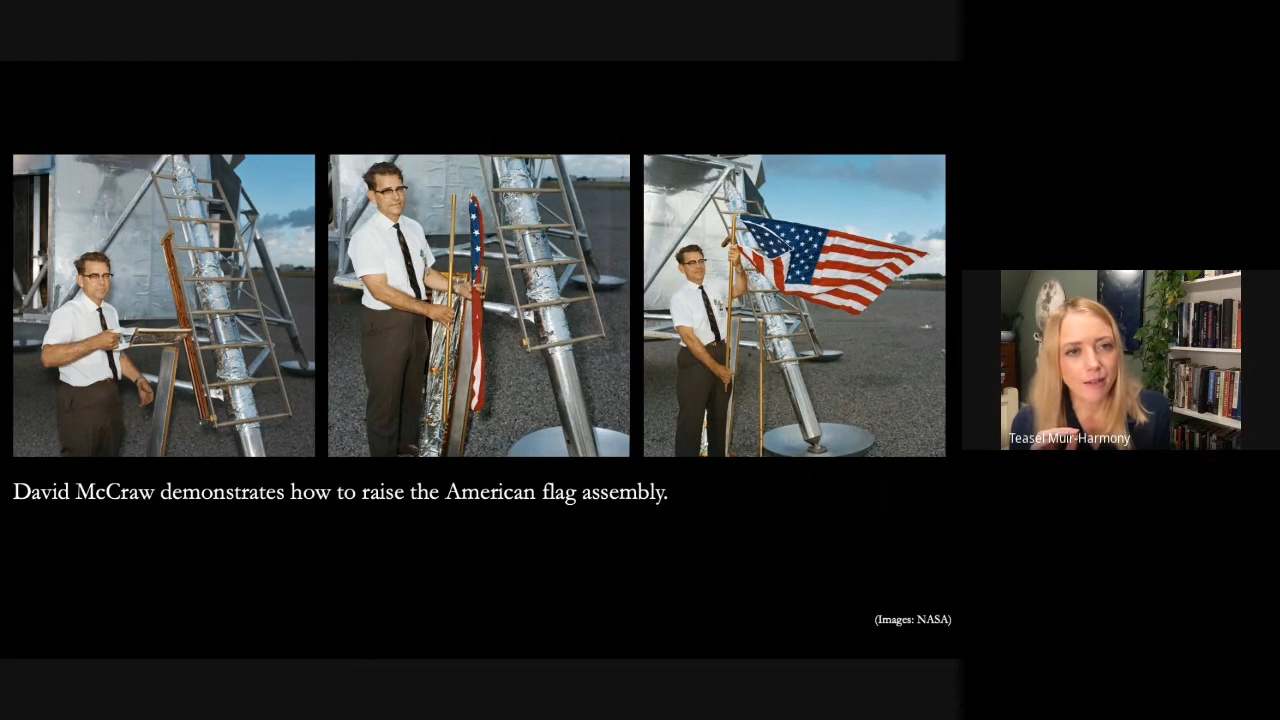 David McCraw demonstrates how to raise the American flag assembly.
(Images: NASA)
Teasel Muir-Harmony